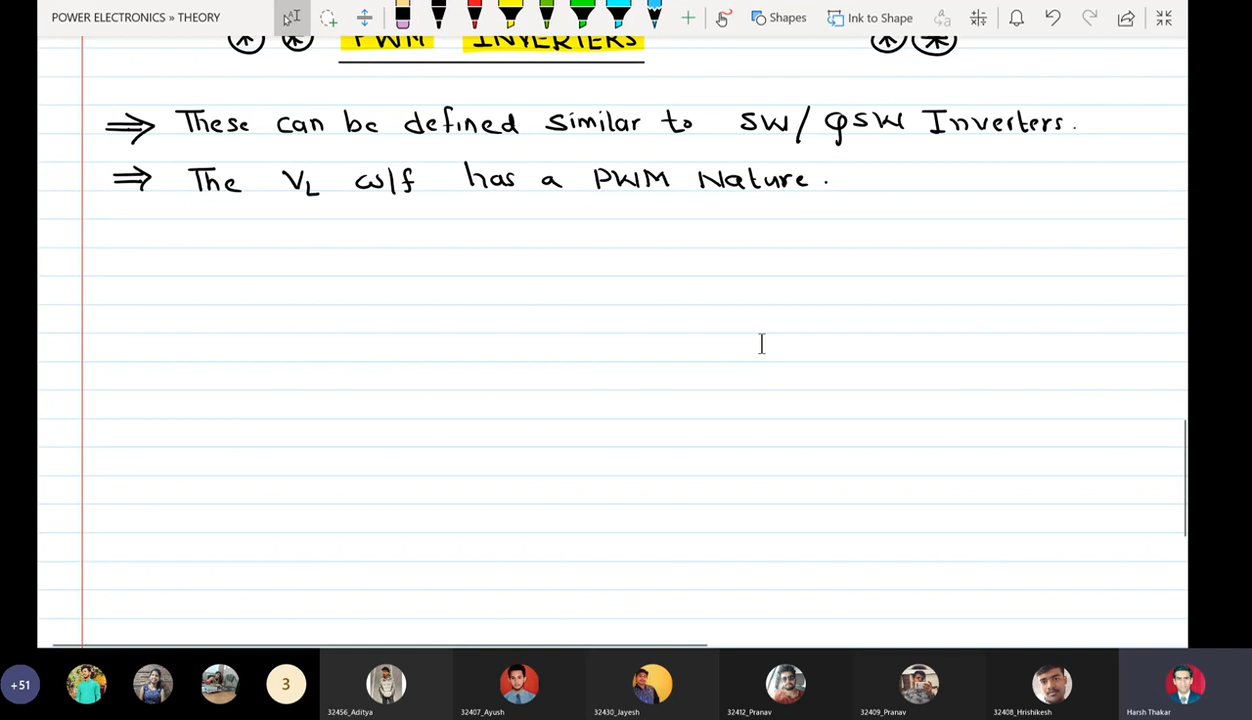 POWER ELECTRONICS » THEORY
Shapes
Ink to Shape
PWM INVERTERS
⇒ These can be defined similar to SW/QSW Inverters.
⇒ The VL w/f has a PWM Nature.
+51
3
32456_Aditya
32407_Ayush
32430_Jayesh
32412_Pranav
32409_Pranav
32408_Hrishikesh
Harsh Thakar